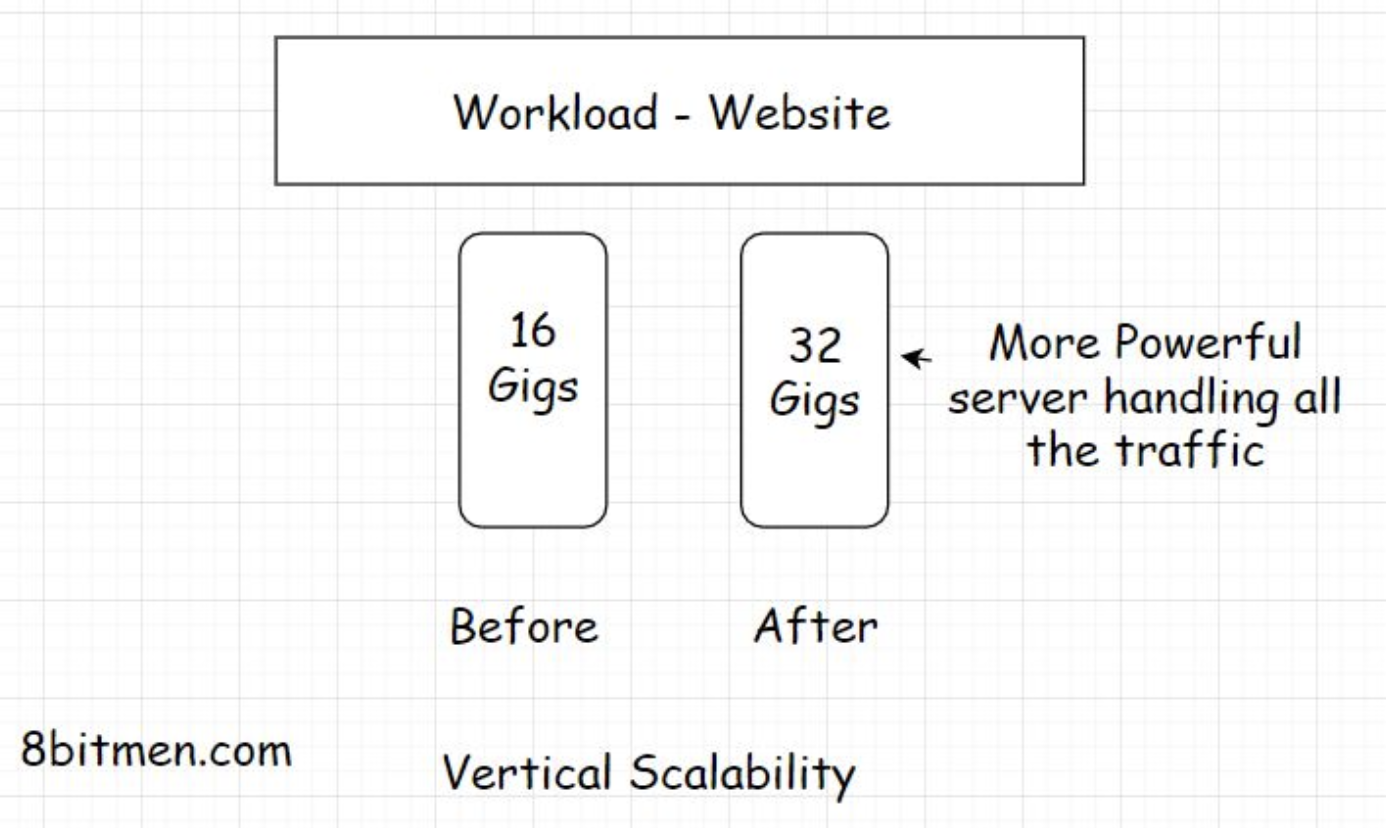 Workload - Website
16
Gigs
32
Gigs
More Powerful
server handling all
the traffic
Before
After
8bitmen.com
Vertical Scalability